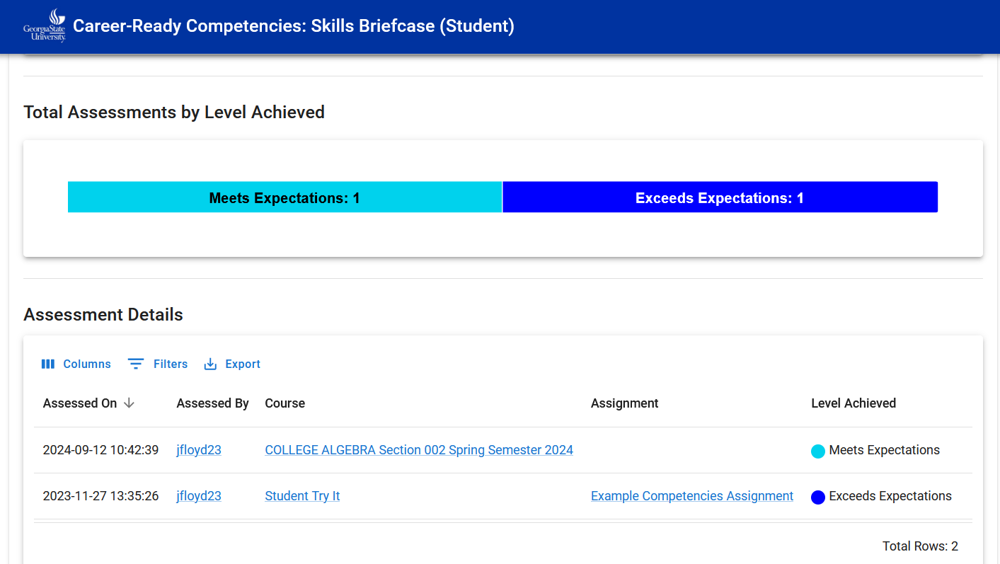 GeorgiaState
University
Career-Ready Competencies: Skills Briefcase (Student)
Total Assessments by Level Achieved
Meets Expectations: 1 Exceeds Expectations: 1
Assessment Details
Columns Filters Export
Assessed On Assessed By Course Assignment Level Achieved
2024-09-12 10:42:39 jfloyd23 COLLEGE ALGEBRA Section 002 Spring Semester 2024 Meets Expectations
2023-11-27 13:35:26 jfloyd23 Student Try It Example Competencies Assignment Exceeds Expectations
Total Rows: 2